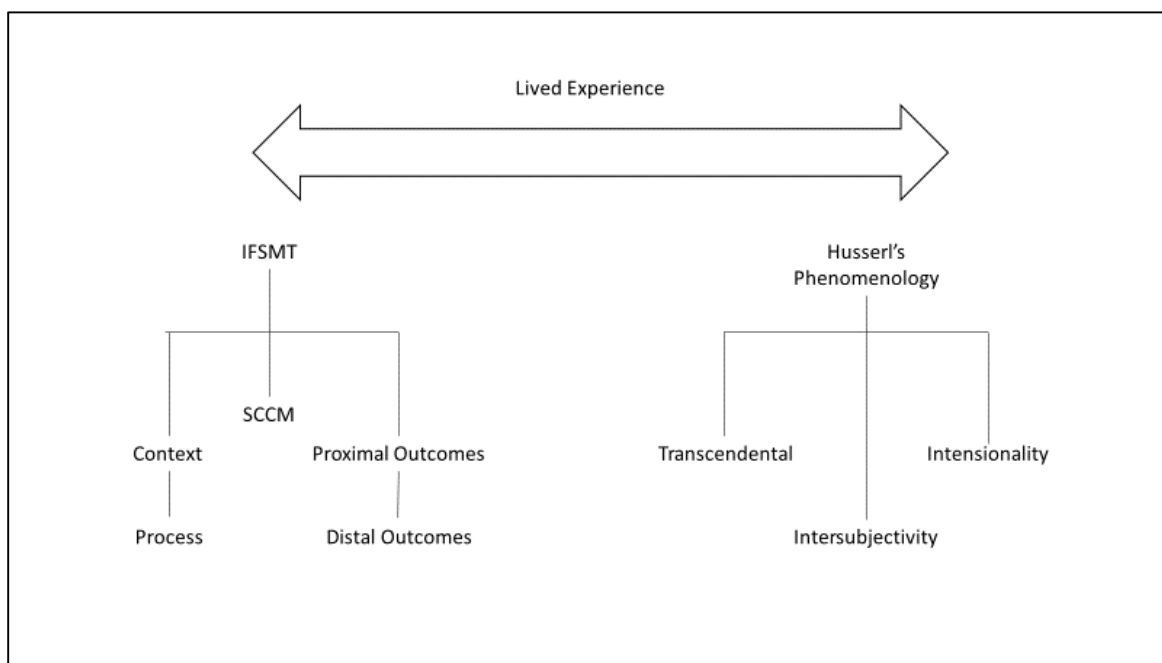 Lived Experience
IFSMT
Husserl's
Phenomenology
SCCM
Context
Proximal Outcomes
Transcendental
Intensionality
Process
Distal Outcomes
Intersubjectivity